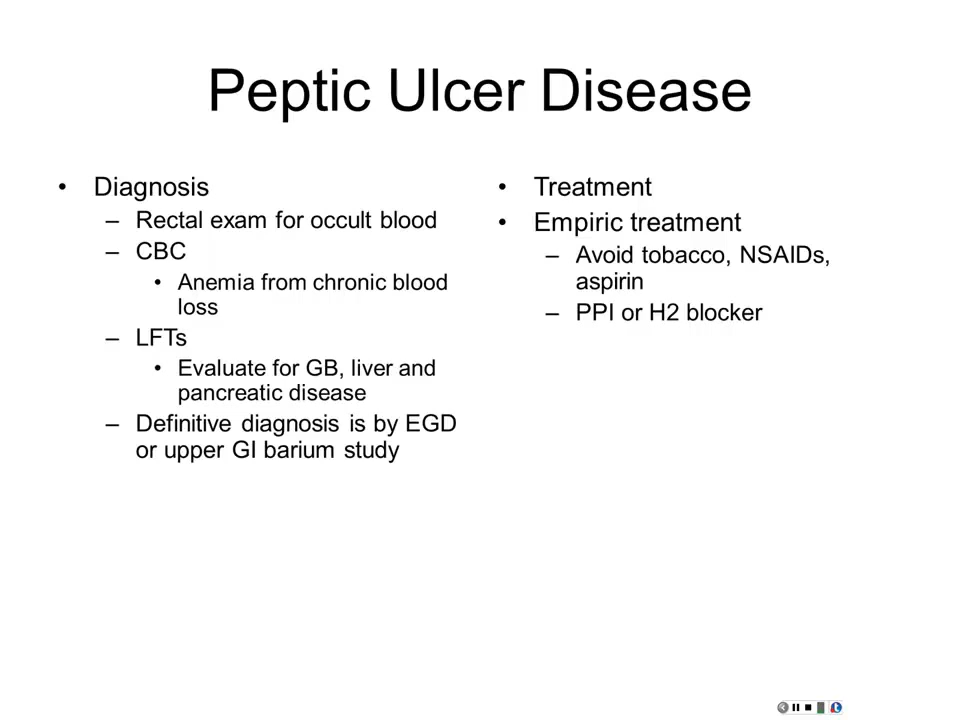 Peptic Ulcer Disease
• Diagnosis
– Rectal exam for occult blood
– CBC
• Anemia from chronic blood
loss
– LFTs
• Evaluate for GB, liver and
pancreatic disease
– Definitive diagnosis is by EGD
or upper GI barium study
• Treatment
• Empiric treatment
– Avoid tobacco, NSAIDs,
aspirin
– PPI or H2 blocker
t